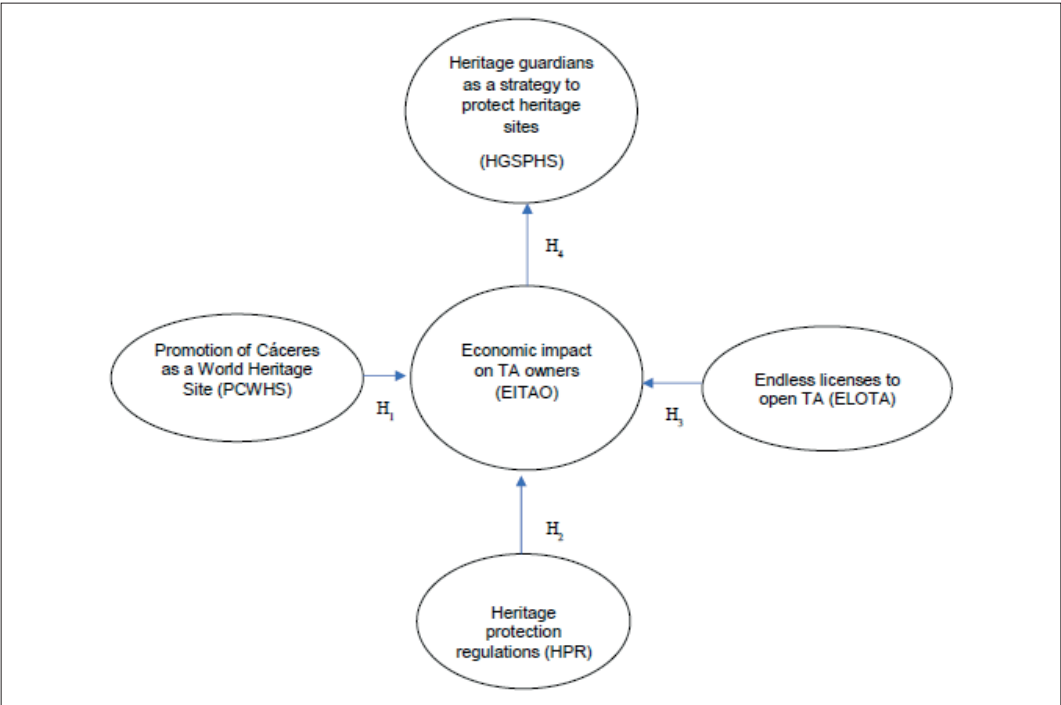 Heritage guardians
as a strategy to
protect heritage
sites
(HGSPHS)
H4
Promotion of Cáceres
as a World Heritage
Site (PCWHS)
H1
Economic impact
on TA owners
(EITAO)
H3
Endless licenses to
open TA (ELOTA)
H2
Heritage
protection
regulations (HPR)